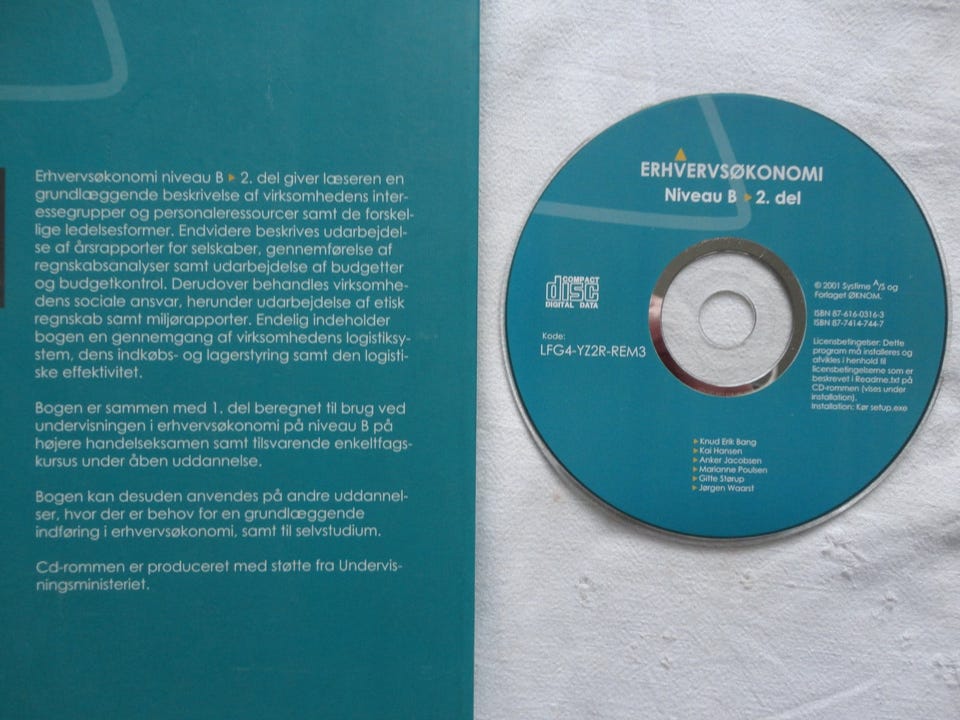 Erhvervsøkonomi niveau B ▸ 2. del giver læseren en
grundlæggende beskrivelse af virksomhedens inter-
essegrupper og personaleressourcer samt de forskel-
lige ledelsesformer. Endvidere beskrives udarbejdel-
se af årsrapporter for selskaber, gennemførelse af
regnskabsanalyser samt udarbejdelse af budgetter
og budgetkontrol. Derudover behandles virksomhe-
dens sociale ansvar, herunder udarbejdelse af etisk
regnskab samt miljørapporter. Endelig indeholder
bogen en gennemgang af virksomhedens logistiksy-
stem, dens indkøbs- og lagerstyring samt den logisti-
ske effektivitet.
Bogen er sammen med 1. del beregnet til brug ved
undervisningen i erhvervsøkonomi på niveau B på
højere handelseksamen samt tilsvarende enkeltfags-
kursus under åben uddannelse.
Bogen kan desuden anvendes på andre uddannel-
ser, hvor der er behov for en grundlæggende
indføring i erhvervsøkonomi, samt til selvstudium.
Cd-rommen er produceret med støtte fra Undervis-
ningsministeriet.
ERHVERVSØKONOMI
Niveau B ▸ 2. del
COMPACT
disc
DIGITAL DATA
Kode:
LFG4-YZ2R-REM3
© 2001 Systime A/S og
Forlaget ØKNOM.
ISBN 87-616-0316-3
ISBN 87-7414-744-7
Licensbetingelser: Dette
program må installeres og
afvikles i henhold til
licensbetingelserne som er
beskrevet i Readme.txt på
CD-rommen (vises under
installation).
Installation: Kør setup.exe
▸ Knud Erik Bang
▸ Kai Hansen
▸ Anker Jacobsen
▸ Marianne Poulsen
▸ Gitte Størup
▸ Jørgen Waarst